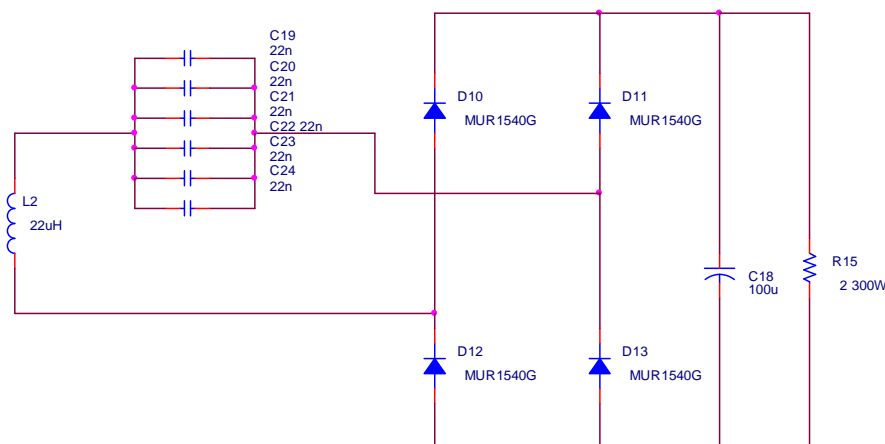 C19
22n
C20
22n
C21
22n
C22 22n
C23
22n
C24
22n
D10
MUR1540G
D11
MUR1540G
L2
22uH
C18
100u
R15
2 300W
D12
MUR1540G
D13
MUR1540G